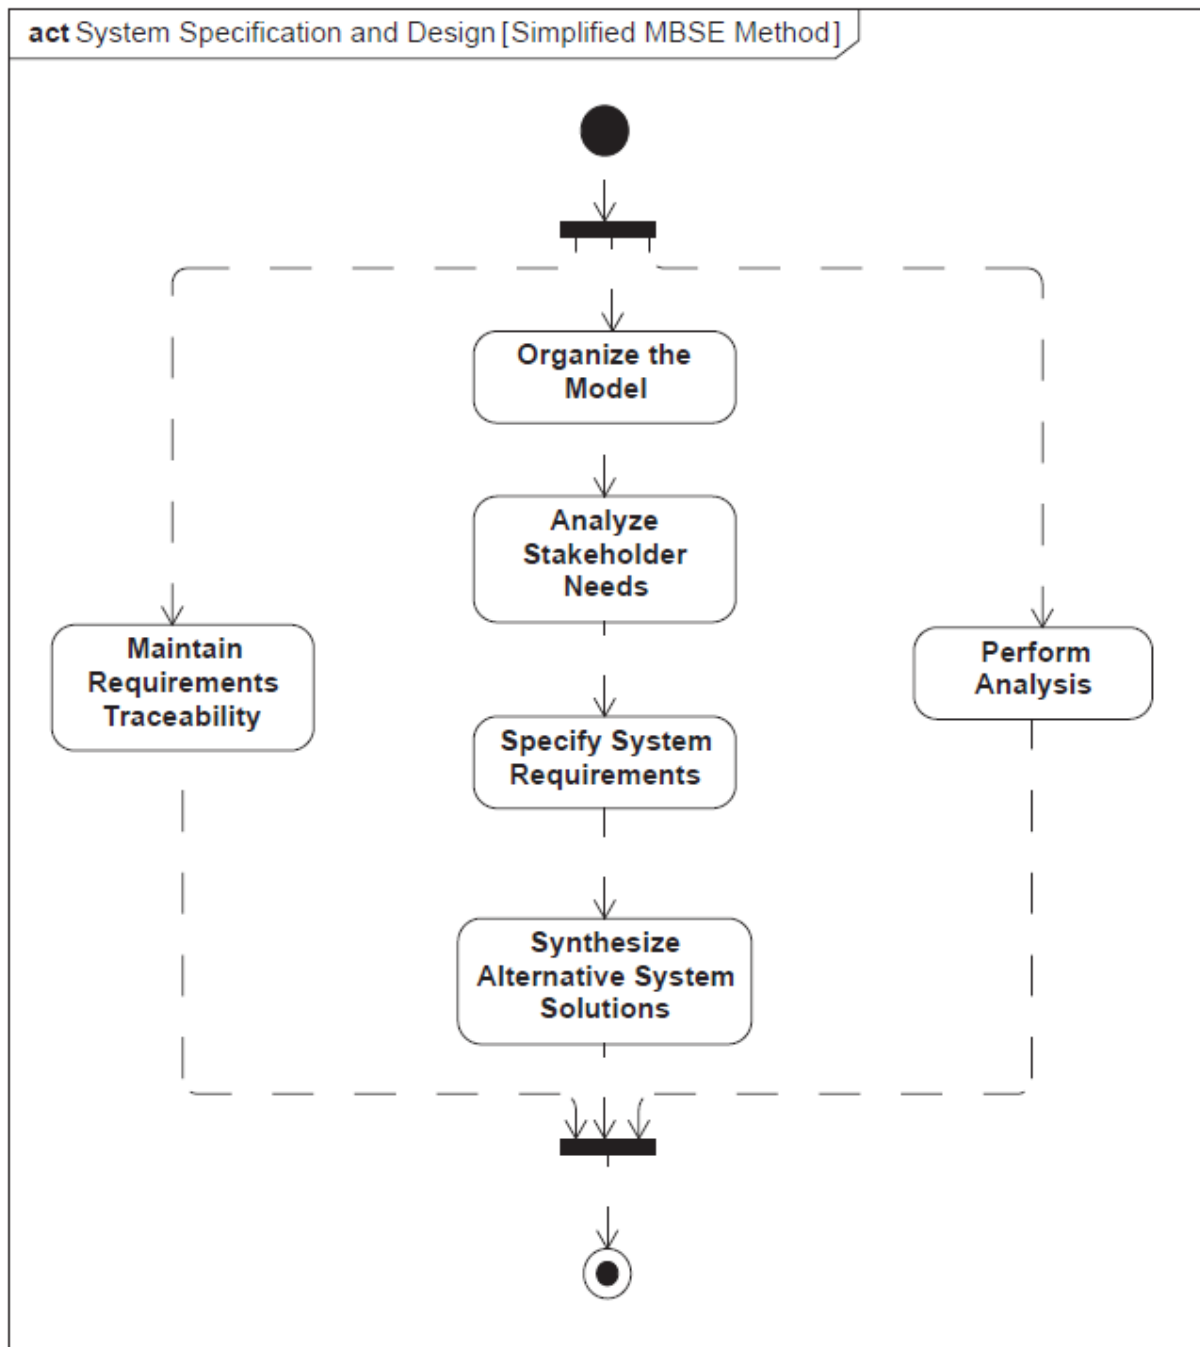 act System Specification and Design [Simplified MBSE Method]
Organize the
Model
Analyze
Stakeholder
Needs
Maintain
Requirements
Traceability
Perform
Analysis
Specify System
Requirements
Synthesize
Alternative System
Solutions